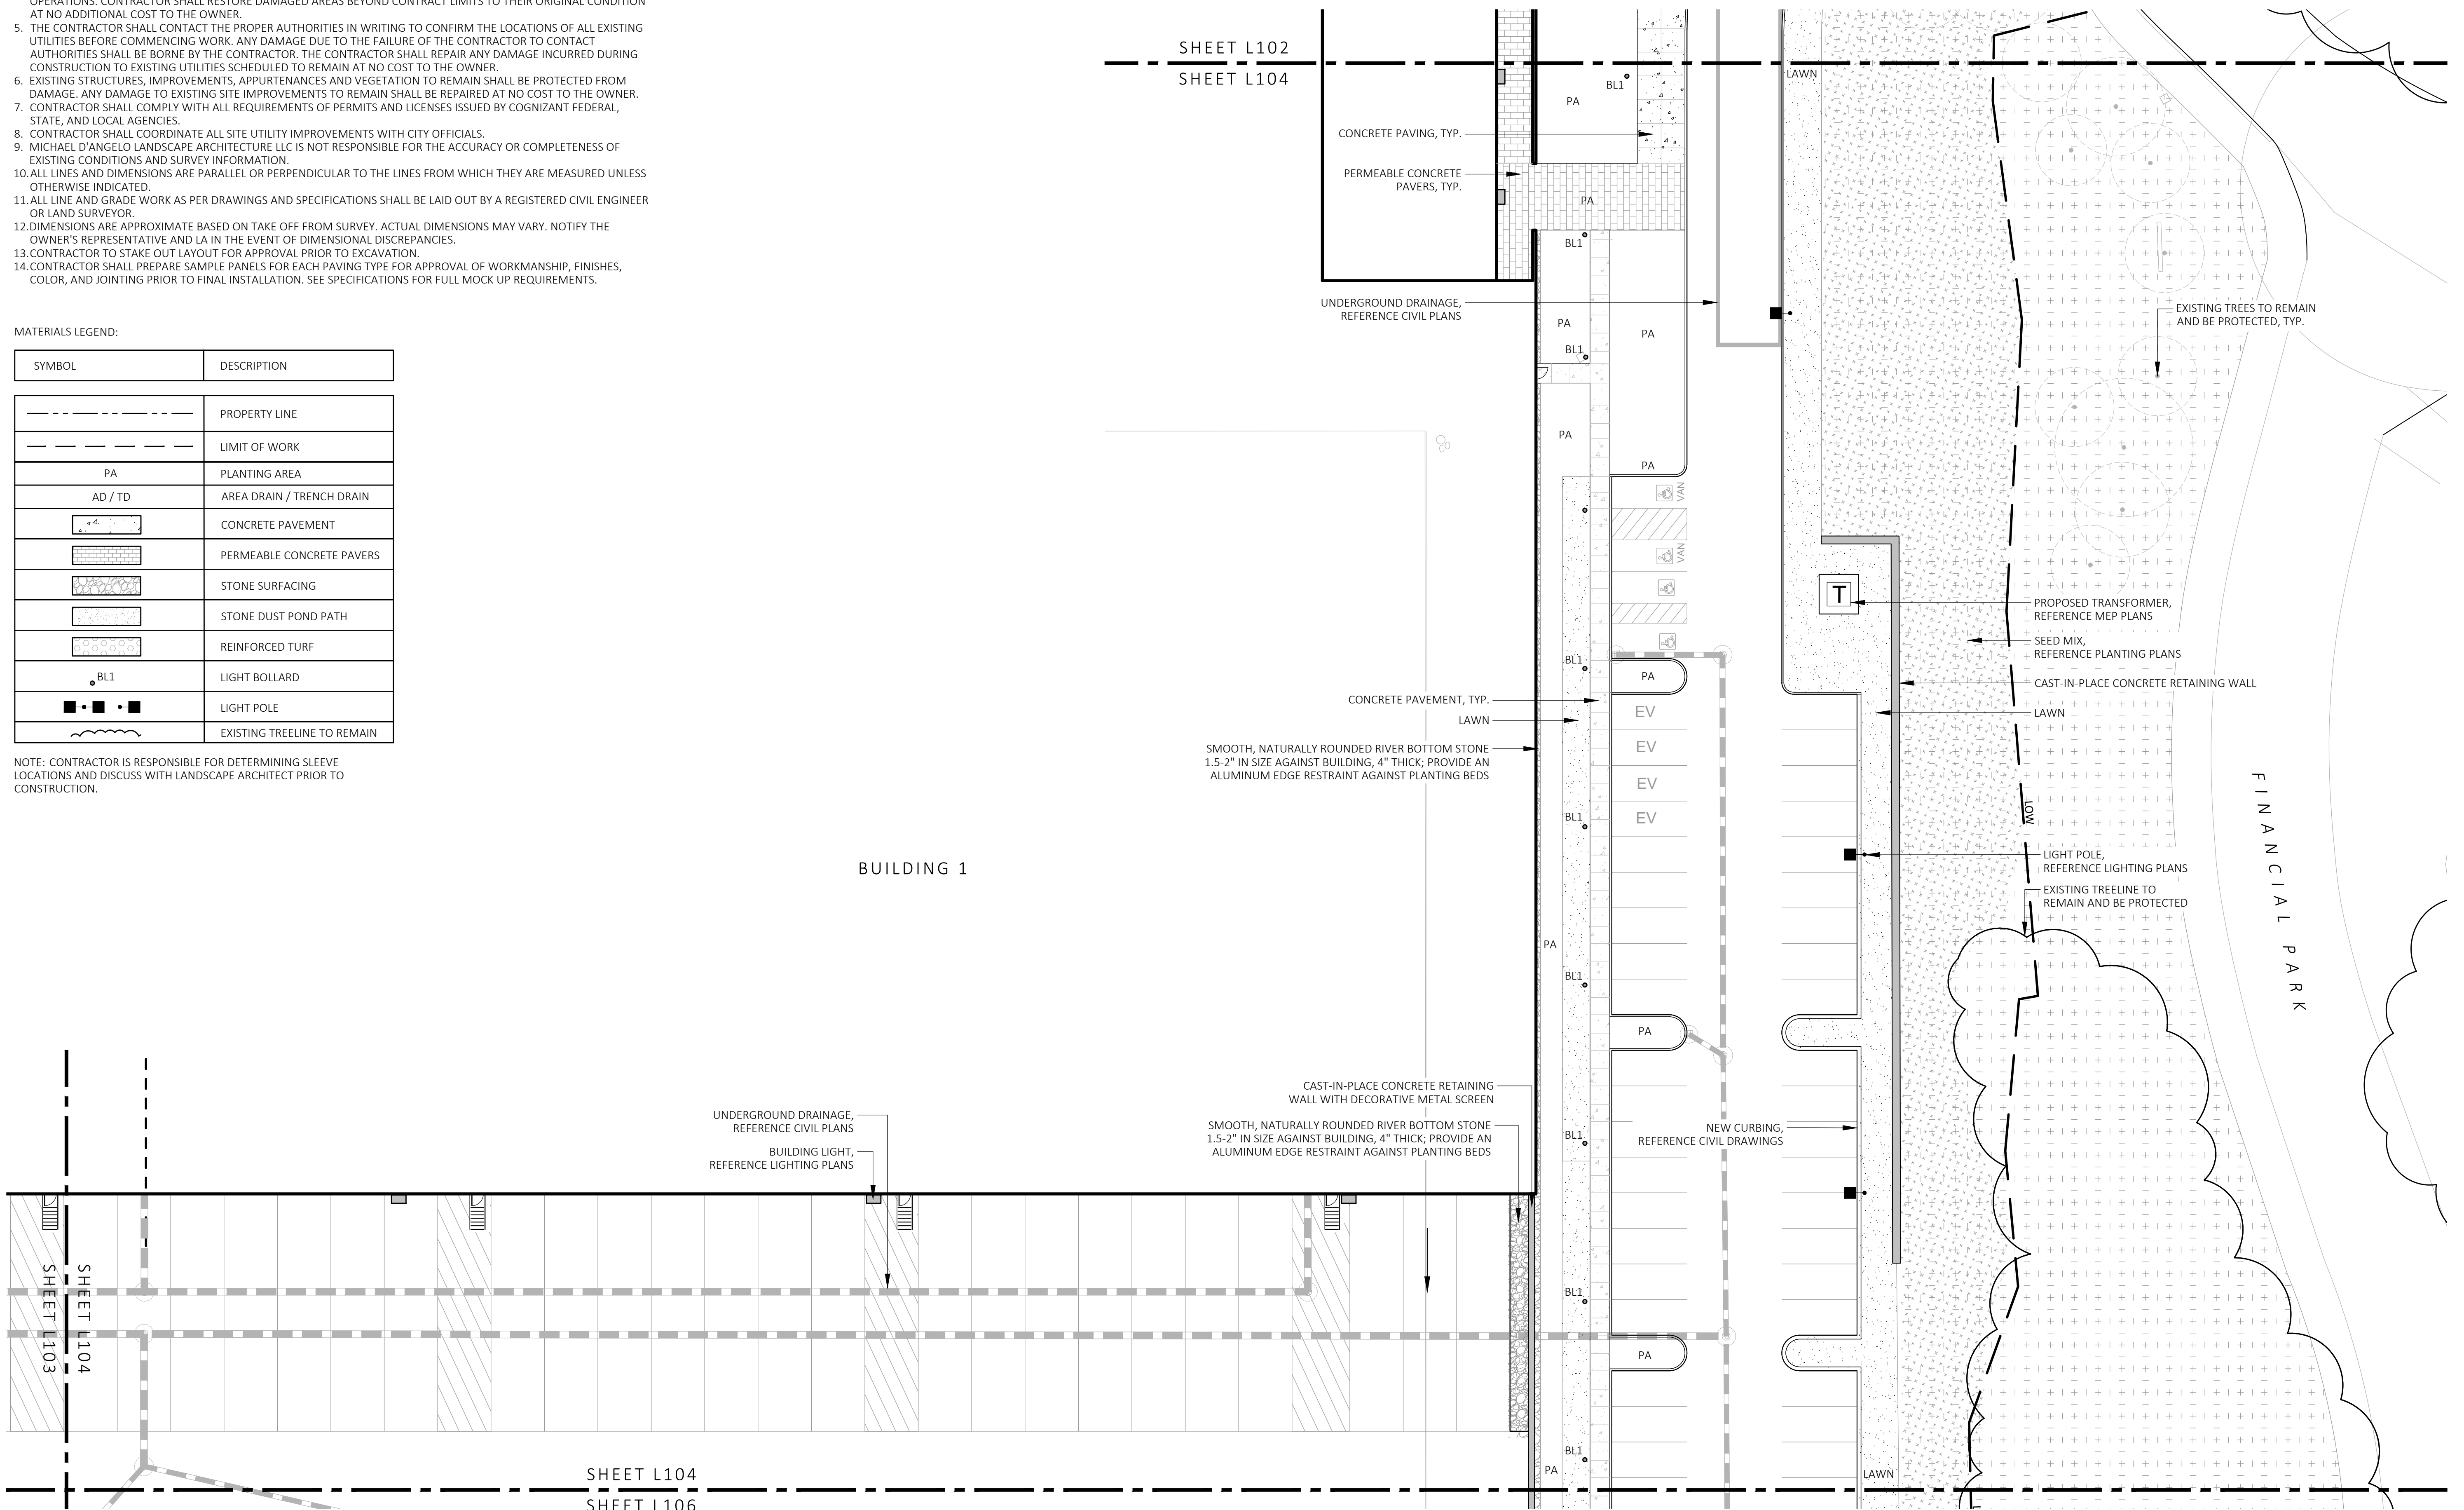 OPERATIONS. CONTRACTOR SHALL RESTORE DAMAGED AREAS BEYOND CONTRACT LIMITS TO THEIR ORIGINAL CONDITION
AT NO ADDITIONAL COST TO THE OWNER.
5. THE CONTRACTOR SHALL CONTACT THE PROPER AUTHORITIES IN WRITING TO CONFIRM THE LOCATIONS OF ALL EXISTING
UTILITIES BEFORE COMMENCING WORK. ANY DAMAGE DUE TO THE FAILURE OF THE CONTRACTOR TO CONTACT
AUTHORITIES SHALL BE BORNE BY THE CONTRACTOR. THE CONTRACTOR SHALL REPAIR ANY DAMAGE INCURRED DURING
CONSTRUCTION TO EXISTING UTILITIES SCHEDULED TO REMAIN AT NO COST TO THE OWNER.
6. EXISTING STRUCTURES, IMPROVEMENTS, APPURTENANCES AND VEGETATION TO REMAIN SHALL BE PROTECTED FROM
DAMAGE. ANY DAMAGE TO EXISTING SITE IMPROVEMENTS TO REMAIN SHALL BE REPAIRED AT NO COST TO THE OWNER.
7. CONTRACTOR SHALL COMPLY WITH ALL REQUIREMENTS OF PERMITS AND LICENSES ISSUED BY COGNIZANT FEDERAL,
STATE, AND LOCAL AGENCIES.
8. CONTRACTOR SHALL COORDINATE ALL SITE UTILITY IMPROVEMENTS WITH CITY OFFICIALS.
9. MICHAEL D'ANGELO LANDSCAPE ARCHITECTURE LLC IS NOT RESPONSIBLE FOR THE ACCURACY OR COMPLETENESS OF
EXISTING CONDITIONS AND SURVEY INFORMATION.
10. ALL LINES AND DIMENSIONS ARE PARALLEL OR PERPENDICULAR TO THE LINES FROM WHICH THEY ARE MEASURED UNLESS
OTHERWISE INDICATED.
11. ALL LINE AND GRADE WORK AS PER DRAWINGS AND SPECIFICATIONS SHALL BE LAID OUT BY A REGISTERED CIVIL ENGINEER
OR LAND SURVEYOR.
12. DIMENSIONS ARE APPROXIMATE BASED ON TAKE OFF FROM SURVEY. ACTUAL DIMENSIONS MAY VARY. NOTIFY THE
OWNER'S REPRESENTATIVE AND LA IN THE EVENT OF DIMENSIONAL DISCREPANCIES.
13. CONTRACTOR TO STAKE OUT LAYOUT FOR APPROVAL PRIOR TO EXCAVATION.
14. CONTRACTOR SHALL PREPARE SAMPLE PANELS FOR EACH PAVING TYPE FOR APPROVAL OF WORKMANSHIP, FINISHES,
COLOR, AND JOINTING PRIOR TO FINAL INSTALLATION. SEE SPECIFICATIONS FOR FULL MOCK UP REQUIREMENTS.
MATERIALS LEGEND:
SYMBOL DESCRIPTION
PROPERTY LINE
LIMIT OF WORK
PA PLANTING AREA
AD / TD AREA DRAIN / TRENCH DRAIN
CONCRETE PAVEMENT
PERMEABLE CONCRETE PAVERS
STONE SURFACING
STONE DUST POND PATH
REINFORCED TURF
BL1 LIGHT BOLLARD
LIGHT POLE
EXISTING TREELINE TO REMAIN
NOTE: CONTRACTOR IS RESPONSIBLE FOR DETERMINING SLEEVE
LOCATIONS AND DISCUSS WITH LANDSCAPE ARCHITECT PRIOR TO
CONSTRUCTION.
SHEET L102
SHEET L104
LAWN
BL1
PA
CONCRETE PAVING, TYP.
PERMEABLE CONCRETE
PAVERS, TYP.
PA
BL1
UNDERGROUND DRAINAGE,
REFERENCE CIVIL PLANS
PA
PA
BL1
EXISTING TREES TO REMAIN
AND BE PROTECTED, TYP.
PA
PA
VAN
VAN
T
PROPOSED TRANSFORMER,
REFERENCE MEP PLANS
SEED MIX,
REFERENCE PLANTING PLANS
CAST-IN-PLACE CONCRETE RETAINING WALL
LAWN
BL1
PA
CONCRETE PAVEMENT, TYP.
LAWN
SMOOTH, NATURALLY ROUNDED RIVER BOTTOM STONE
1.5-2" IN SIZE AGAINST BUILDING, 4" THICK; PROVIDE AN
ALUMINUM EDGE RESTRAINT AGAINST PLANTING BEDS
EV
EV
EV
EV
BL1
LOW
LIGHT POLE,
REFERENCE LIGHTING PLANS
EXISTING TREELINE TO
REMAIN AND BE PROTECTED
FINANCIAL PARK
BUILDING 1
PA
BL1
PA
CAST-IN-PLACE CONCRETE RETAINING
WALL WITH DECORATIVE METAL SCREEN
SMOOTH, NATURALLY ROUNDED RIVER BOTTOM STONE
1.5-2" IN SIZE AGAINST BUILDING, 4" THICK; PROVIDE AN
ALUMINUM EDGE RESTRAINT AGAINST PLANTING BEDS
BL1
NEW CURBING,
REFERENCE CIVIL DRAWINGS
UNDERGROUND DRAINAGE,
REFERENCE CIVIL PLANS
BUILDING LIGHT,
REFERENCE LIGHTING PLANS
SHEET L103
SHEET L104
BL1
PA
BL1
PA
LAWN
SHEET L104
SHEET L106